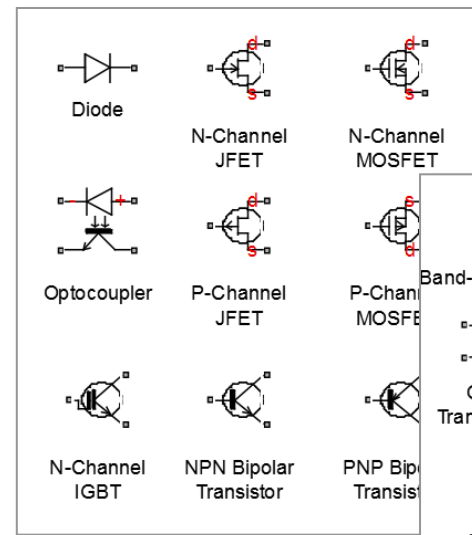 d
d
Diode
s
s
N-Channel
JFET
N-Channel
MOSFET
- +
d
s
s
d
Optocoupler
P-Channel
JFET
P-Chan
MOSFE
Band-
N-Channel
IGBT
NPN Bipolar
Transistor
PNP Bip
Transist
Tran